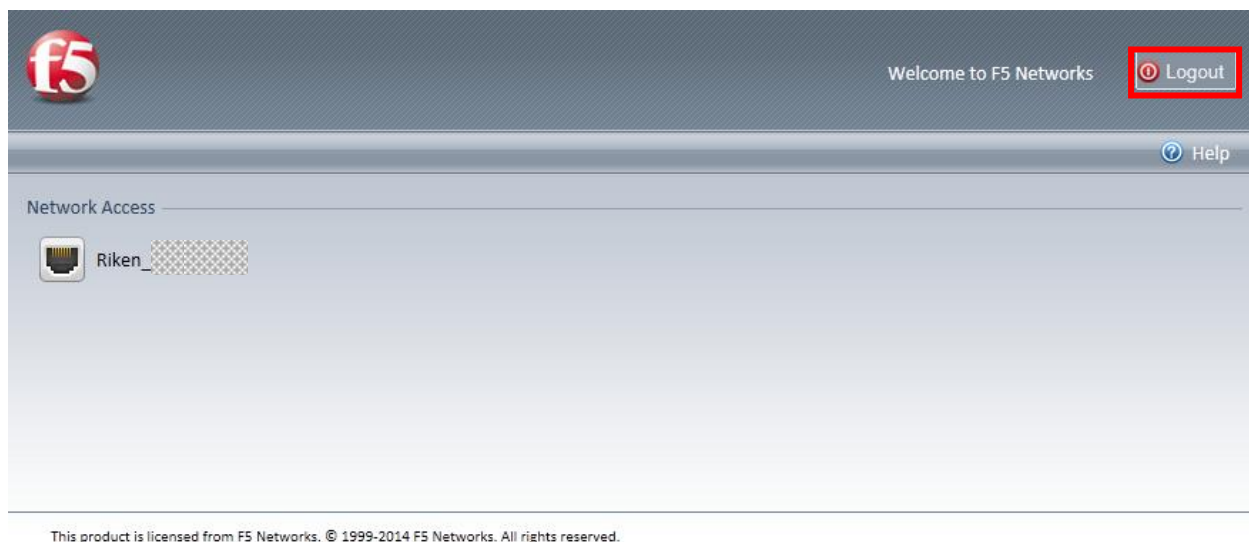 f5
Welcome to F5 Networks
Logout
Help
Network Access
Riken_
This product is licensed from F5 Networks. © 1999-2014 F5 Networks. All rights reserved.